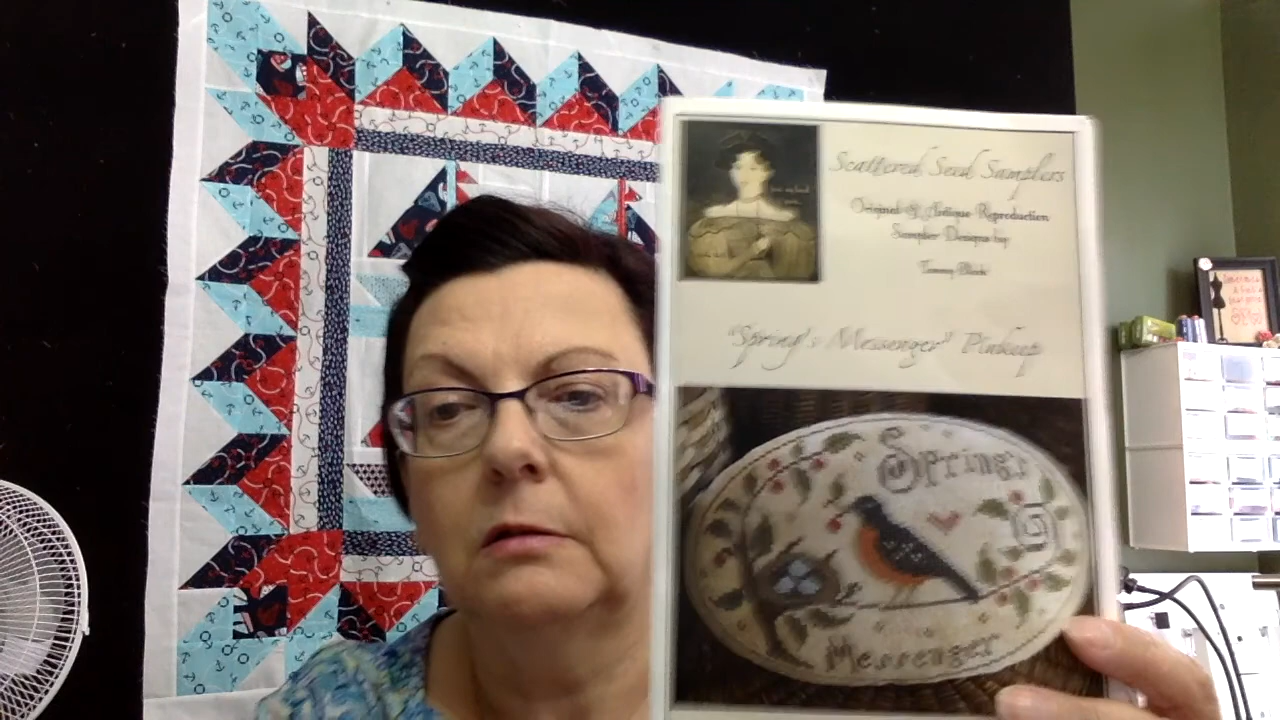 Scattered Seed Samplers
Original & Antique Reproduction
Sampler Designs by
"Spring's Messenger" Pinkeep
Spring's
Messenger